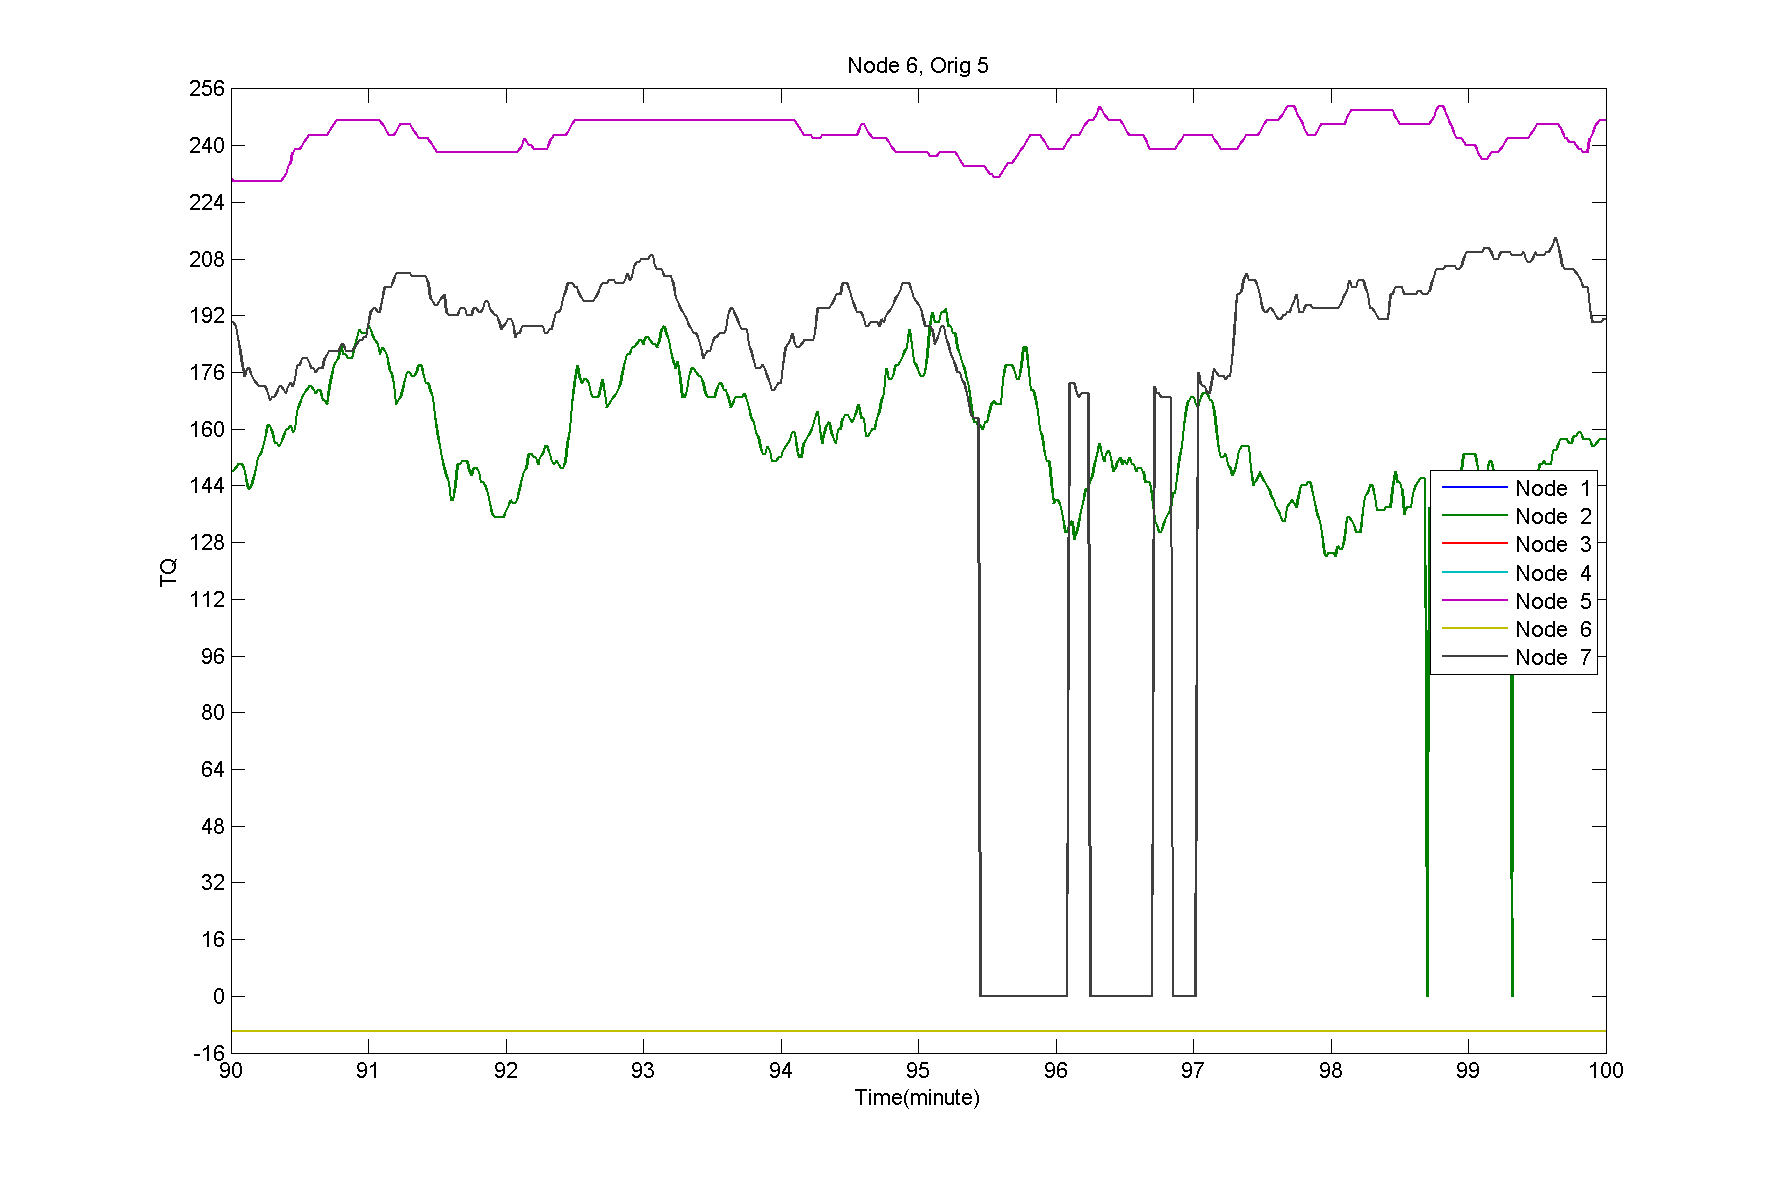 Node 6, Orig 5
256
240
224
208
192
176
160
144
128
112
96
80
64
48
32
16
0
-16
TQ
90 91 92 93 94 95 96 97 98 99 100
Time(minute)
Node 1
Node 2
Node 3
Node 4
Node 5
Node 6
Node 7